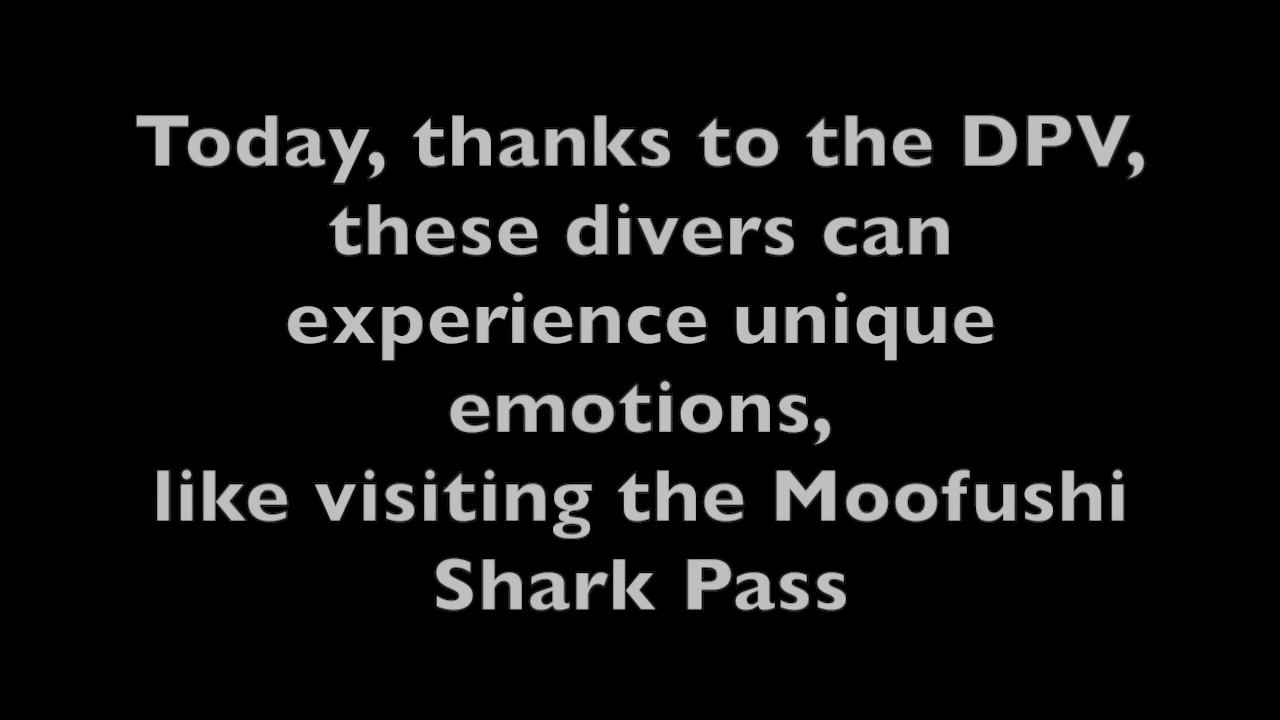 Today, thanks to the DPV,
these divers can
experience unique
emotions,
like visiting the Moofushi
Shark Pass